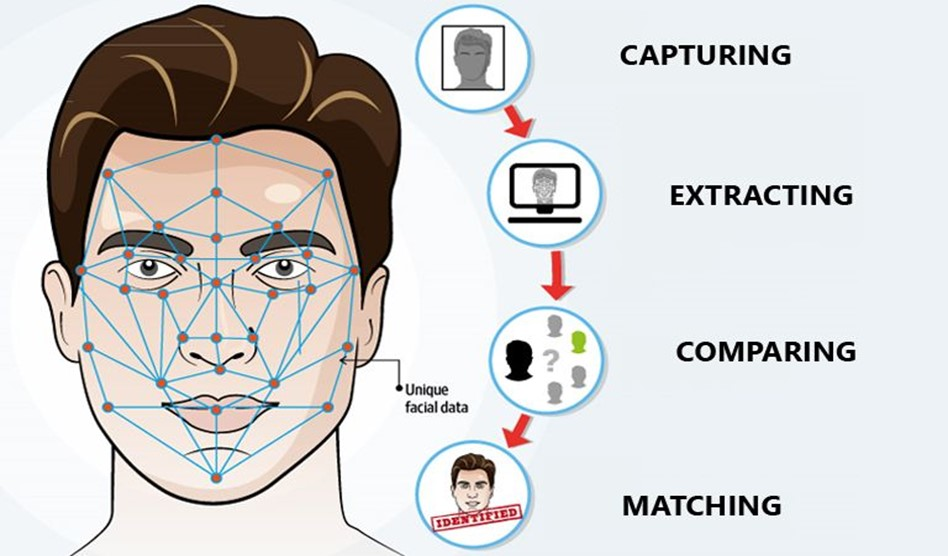 CAPTURING
EXTRACTING
COMPARING
?
Unique
facial data
MATCHING
IDENTIFIED